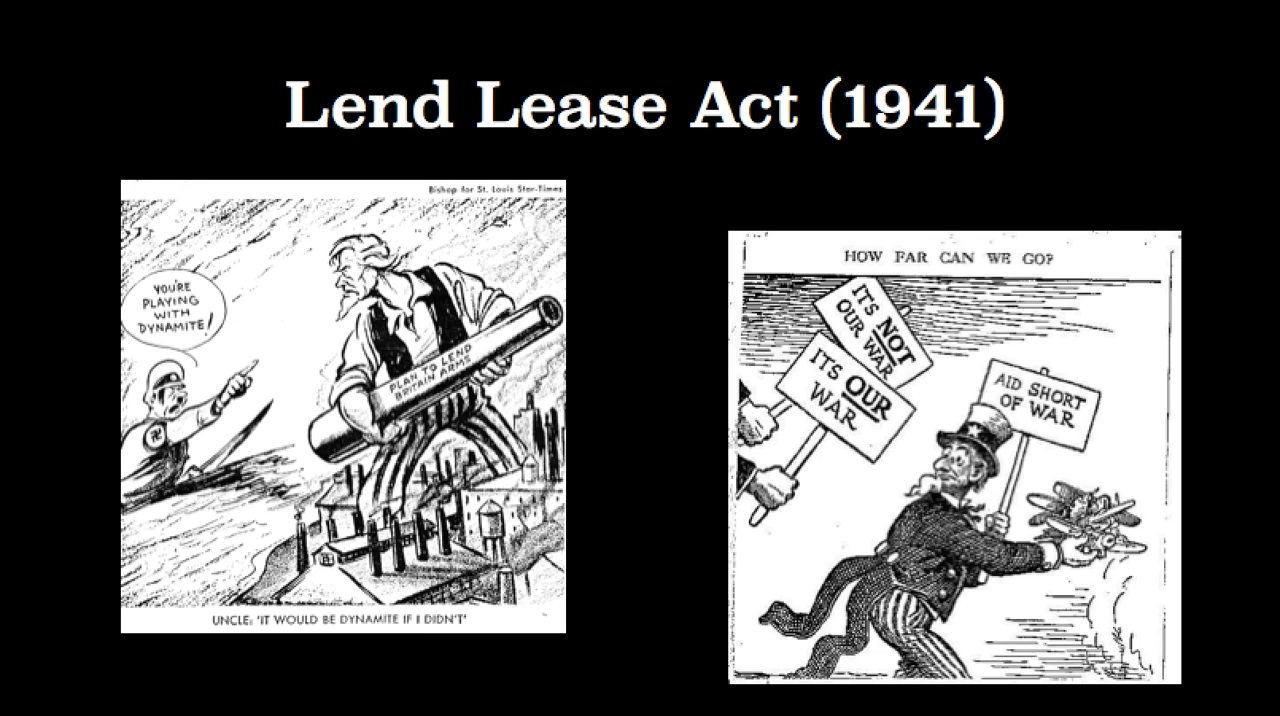 Lend Lease Act (1941)
Bishop for St. Louis Star-Times
YOU'RE
PLAYING
WITH
DYNAMITE!
PLAN TO LEND
BRITAIN ARMS
UNCLE: 'IT WOULD BE DYNAMITE IF I DIDN'T'
HOW FAR CAN WE GO?
IT'S NOT
OUR WAR
ITS OUR
WAR
AID SHORT
OF WAR